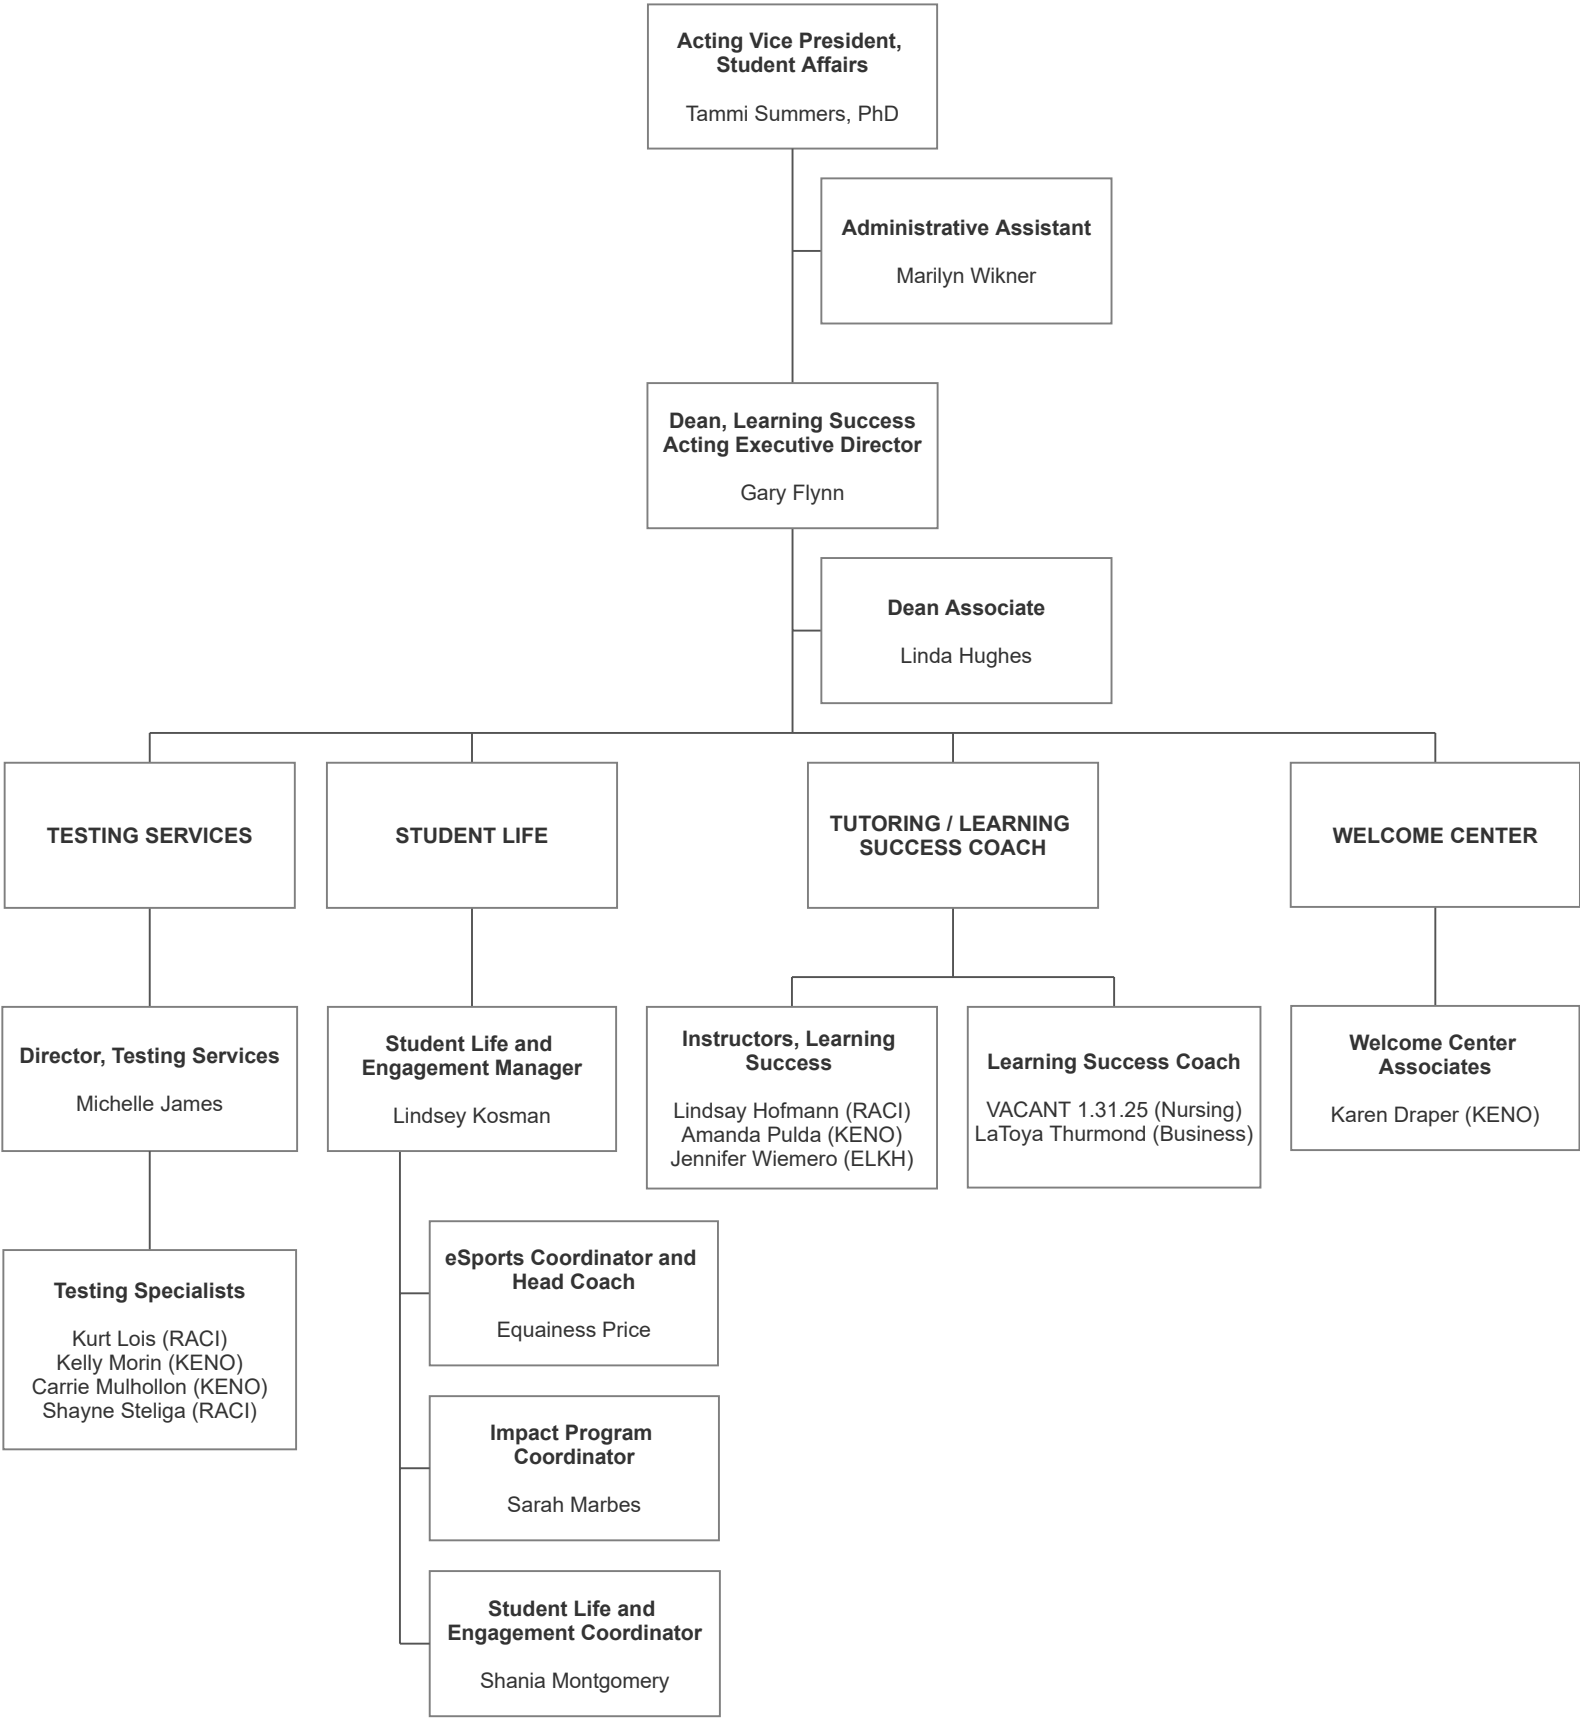 Acting Vice President,
Student Affairs
Tammi Summers, PhD
Administrative Assistant
Marilyn Wikner
Dean, Learning Success
Acting Executive Director
Gary Flynn
Dean Associate
Linda Hughes
TESTING SERVICES
STUDENT LIFE
TUTORING / LEARNING
SUCCESS COACH
WELCOME CENTER
Director, Testing Services
Michelle James
Student Life and
Engagement Manager
Lindsey Kosman
Instructors, Learning
Success
Lindsay Hofmann (RACI)
Amanda Pulda (KENO)
Jennifer Wiemero (ELKH)
Learning Success Coach
VACANT 1.31.25 (Nursing)
LaToya Thurmond (Business)
Welcome Center
Associates
Karen Draper (KENO)
Testing Specialists
Kurt Lois (RACI)
Kelly Morin (KENO)
Carrie Mulhollon (KENO)
Shayne Steliga (RACI)
eSports Coordinator and
Head Coach
Equainess Price
Impact Program
Coordinator
Sarah Marbes
Student Life and
Engagement Coordinator
Shania Montgomery